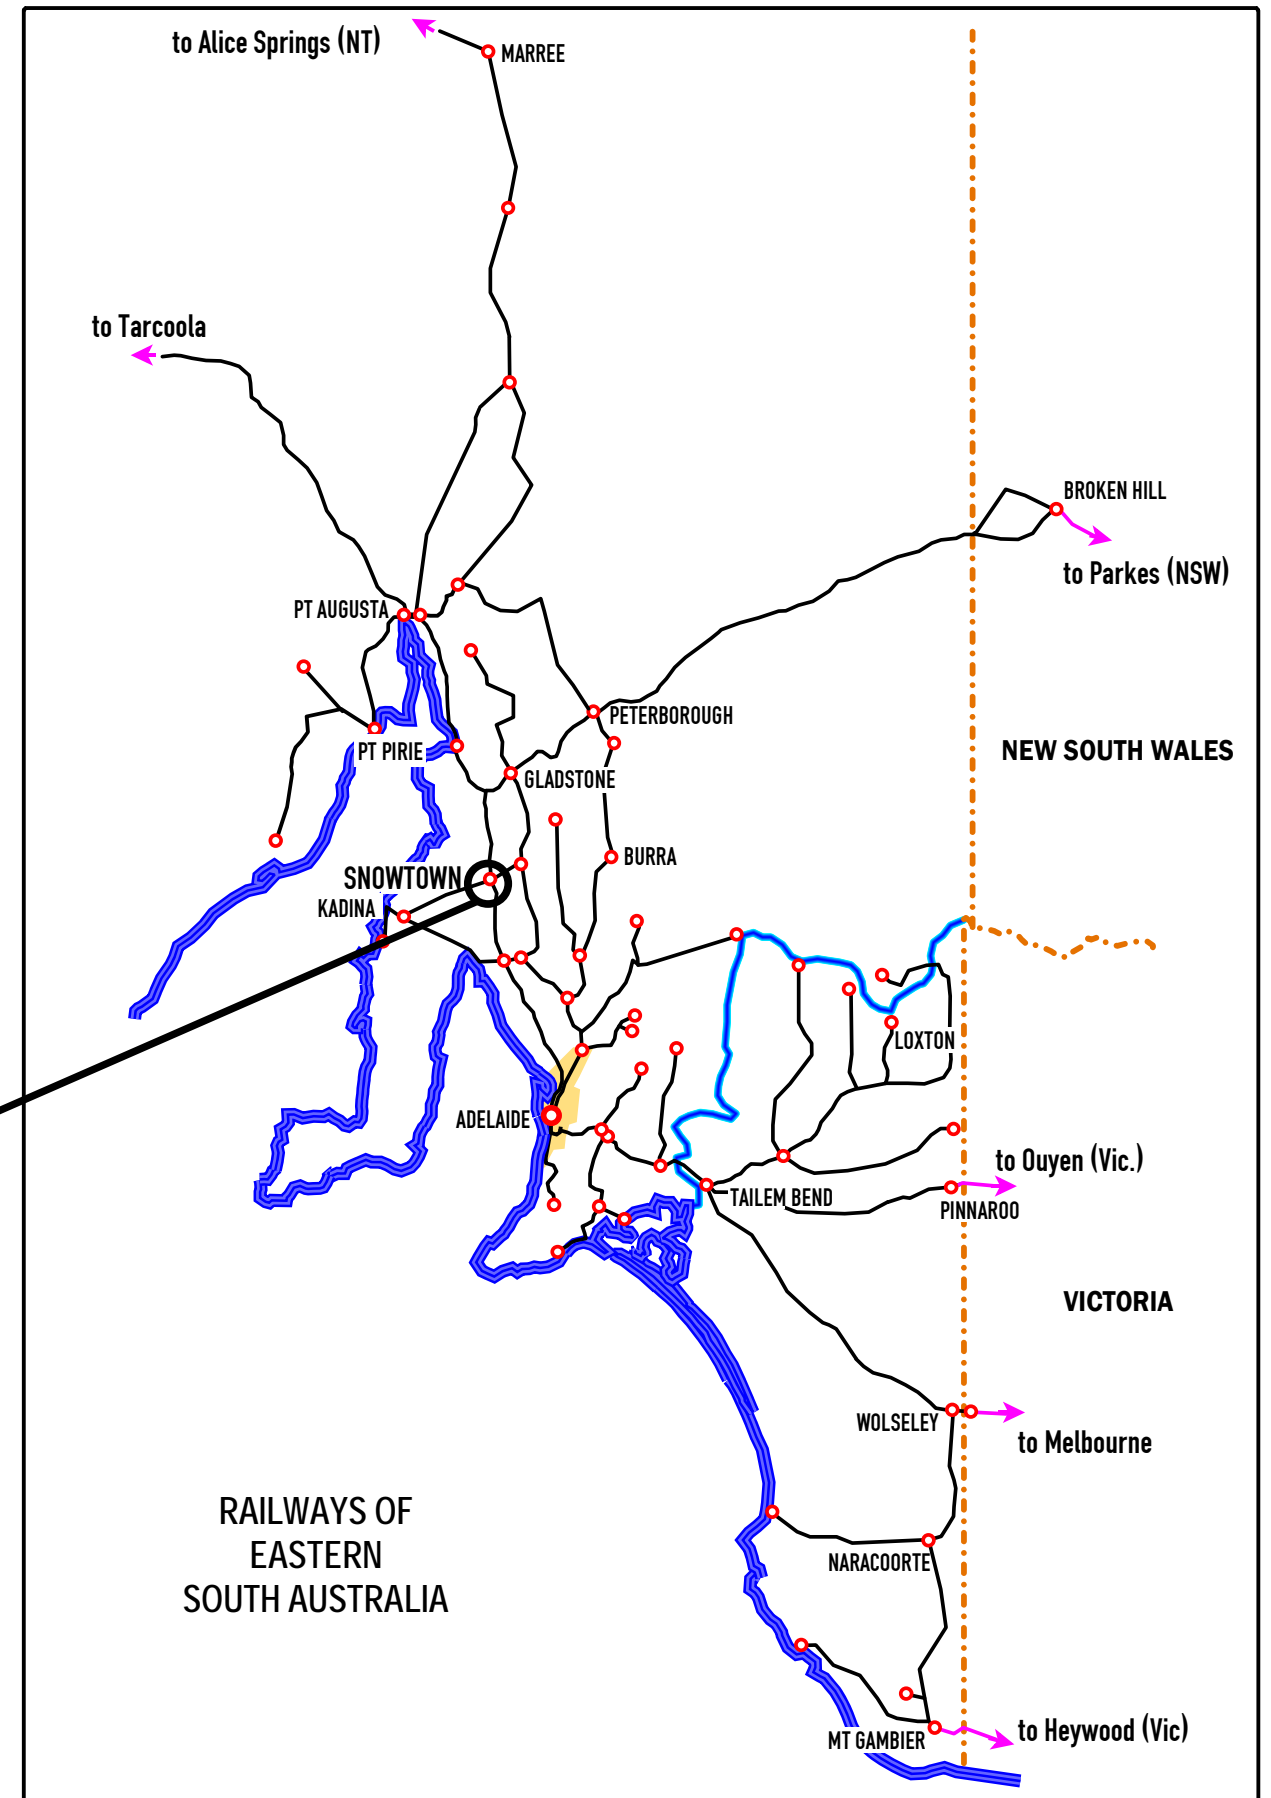 to Alice Springs (NT)
MARREE
to Tarcoola
BROKEN HILL
to Parkes (NSW)
PT AUGUSTA
PETERBOROUGH
PT PIRIE
NEW SOUTH WALES
GLADSTONE
BURRA
SNOWTOWN
KADINA
LOXTON
ADELAIDE
to Ouyen (Vic.)
TAILEM BEND
PINNAROO
VICTORIA
WOLSELEY
to Melbourne
RAILWAYS OF
EASTERN
SOUTH AUSTRALIA
NARACOORTE
MT GAMBIER
to Heywood (Vic)